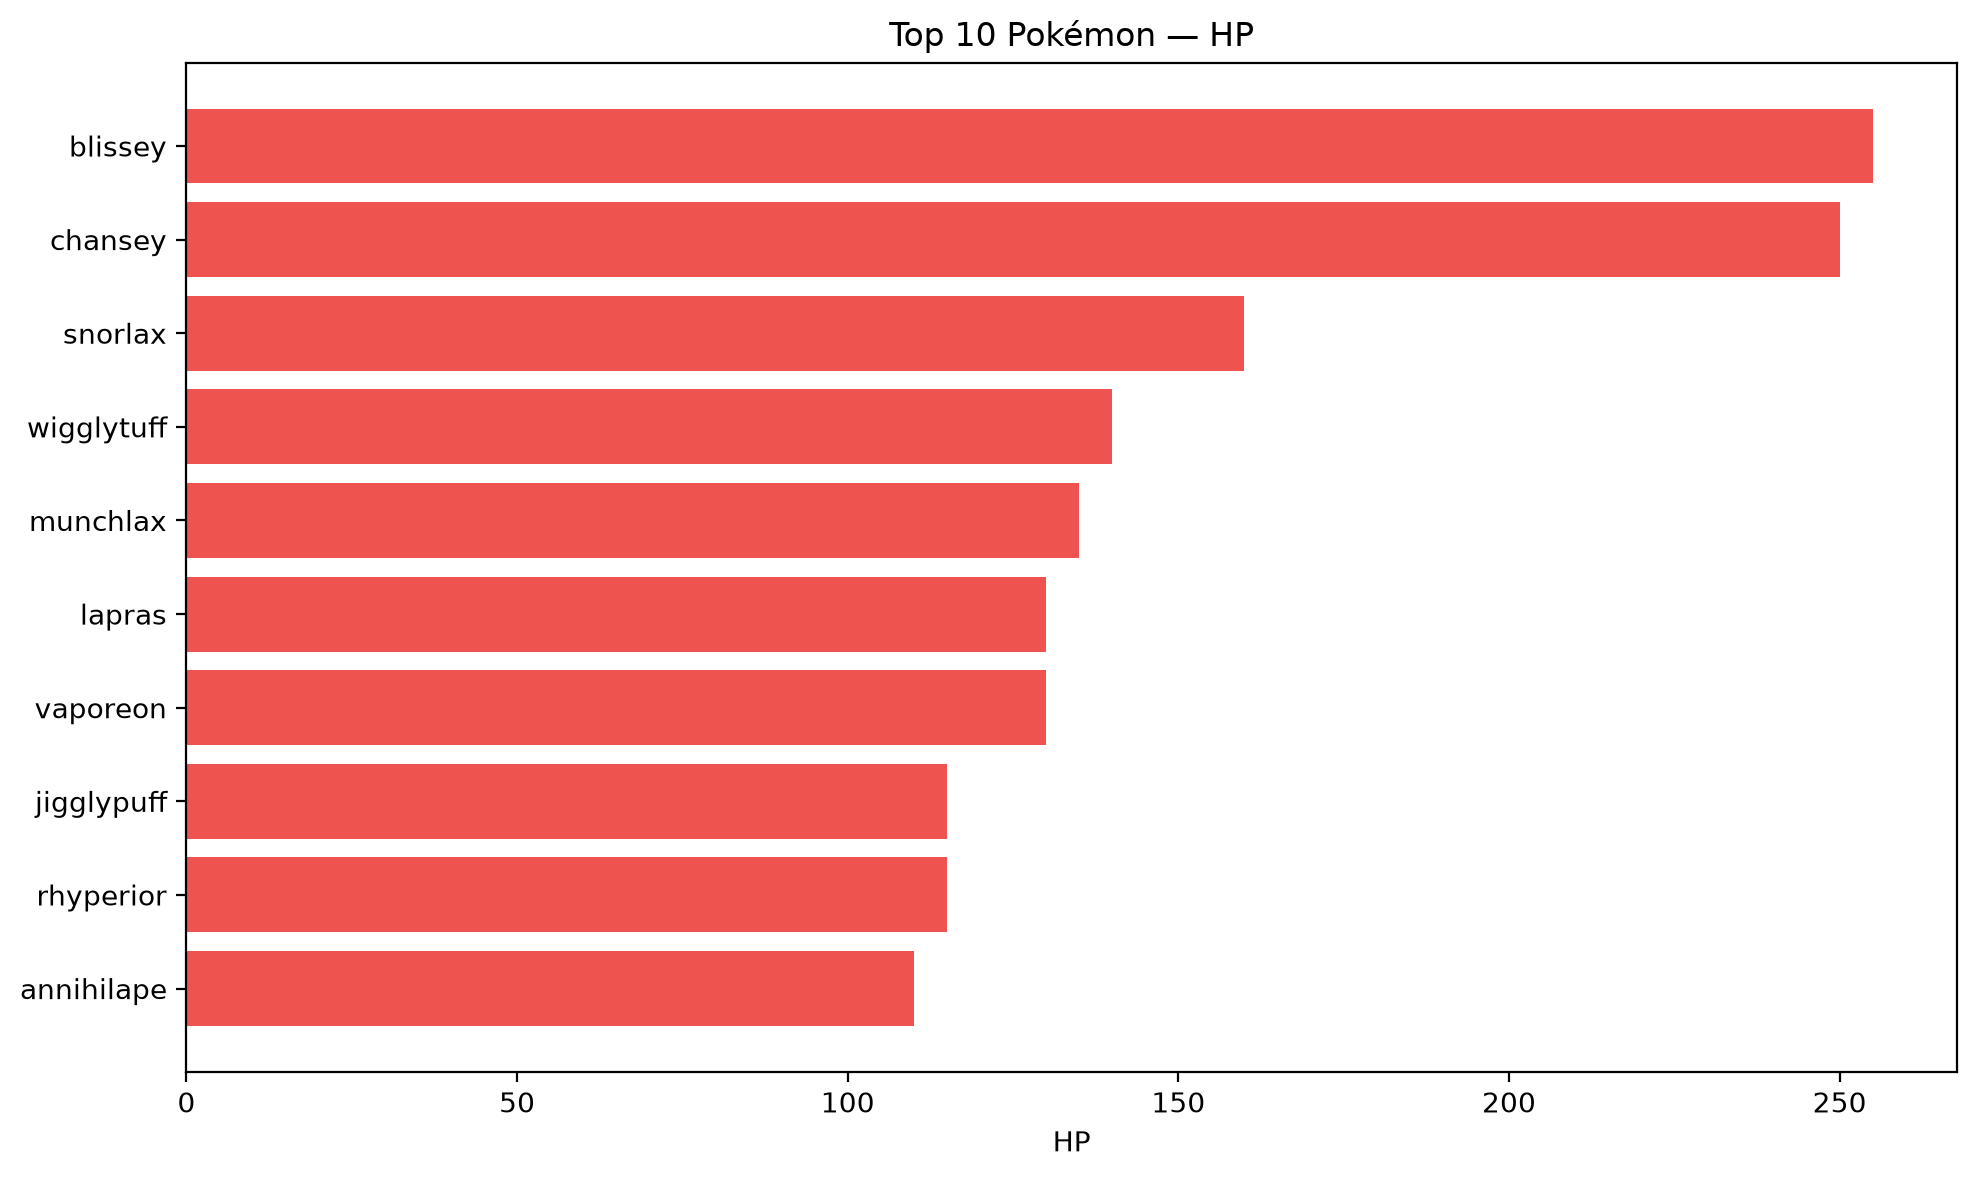 Top 10 Pokémon — HP
blissey
chansey
snorlax
wigglytuff
munchlax
lapras
vaporeon
jigglypuff
rhyperior
annihilape
0 50 100 150 200 250
HP